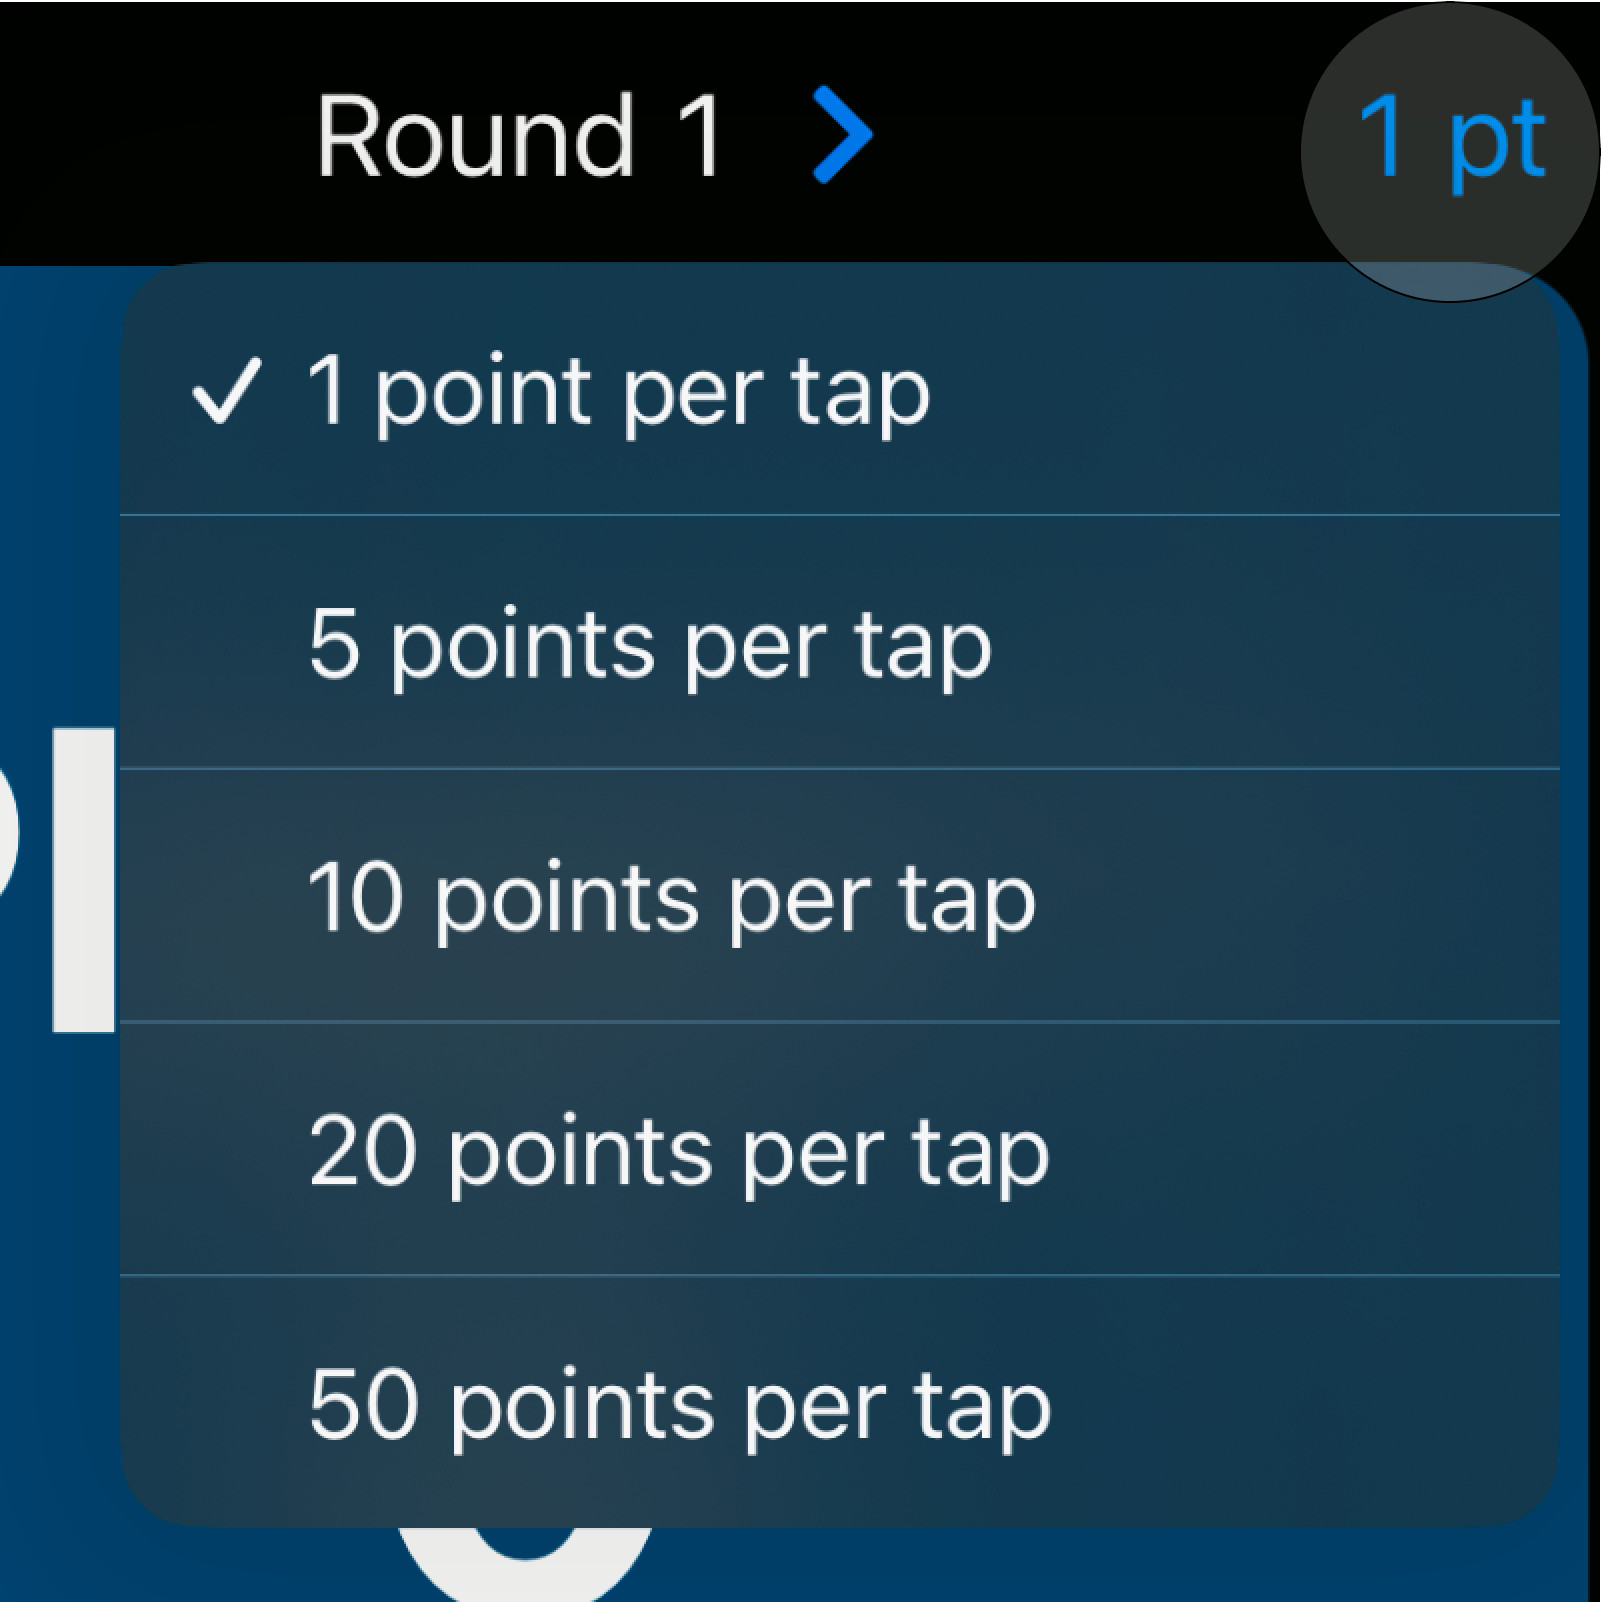 Round 1 1 pt
1 point per tap
5 points per tap
10 points per tap
20 points per tap
50 points per tap